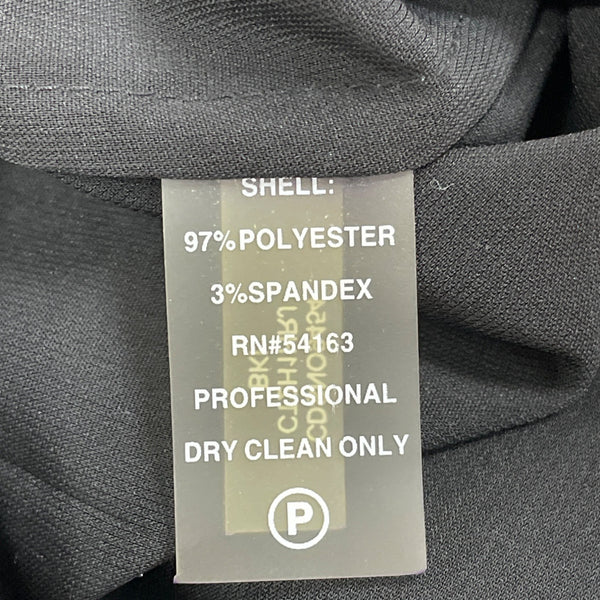 SHELL:
97%POLYESTER
3%SPANDEX
RN#54163
PROFESSIONAL
DRY CLEAN ONLY
P